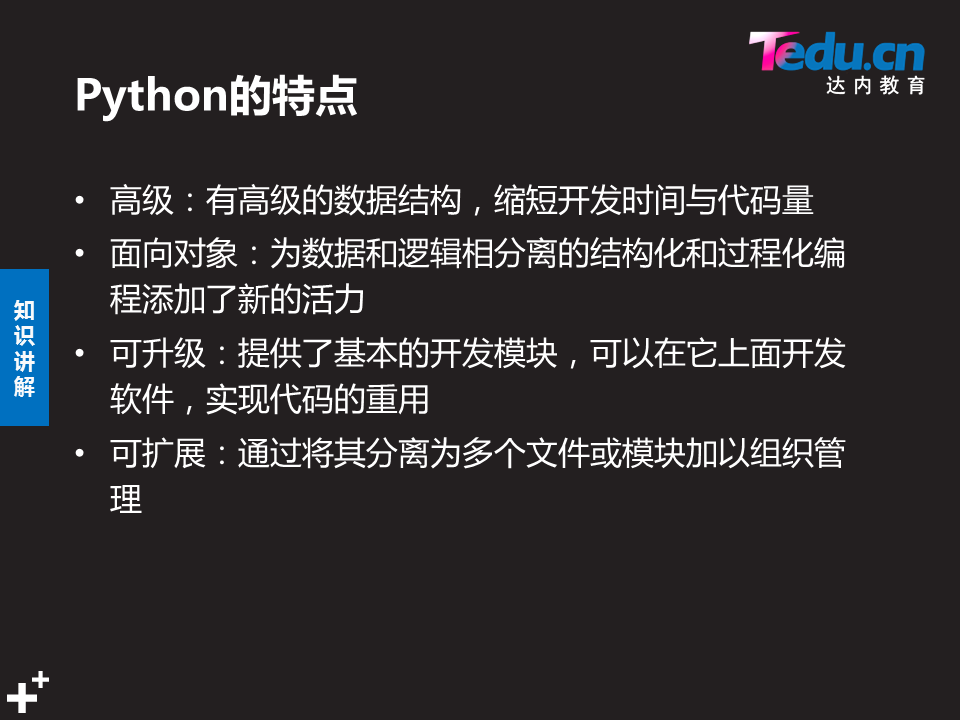 Tedu.cn
达内教育
Python的特点
• 高级：有高级的数据结构，缩短开发时间与代码量
• 面向对象：为数据和逻辑相分离的结构化和过程化编
程添加了新的活力
• 可升级：提供了基本的开发模块，可以在它上面开发
软件，实现代码的重用
• 可扩展：通过将其分离为多个文件或模块加以组织管
理
知
识
讲
解